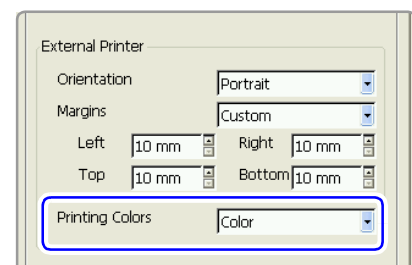 External Printer
Orientation Portrait
Margins Custom
Left 10 mm Right 10 mm
Top 10 mm Bottom 10 mm
Printing Colors Color